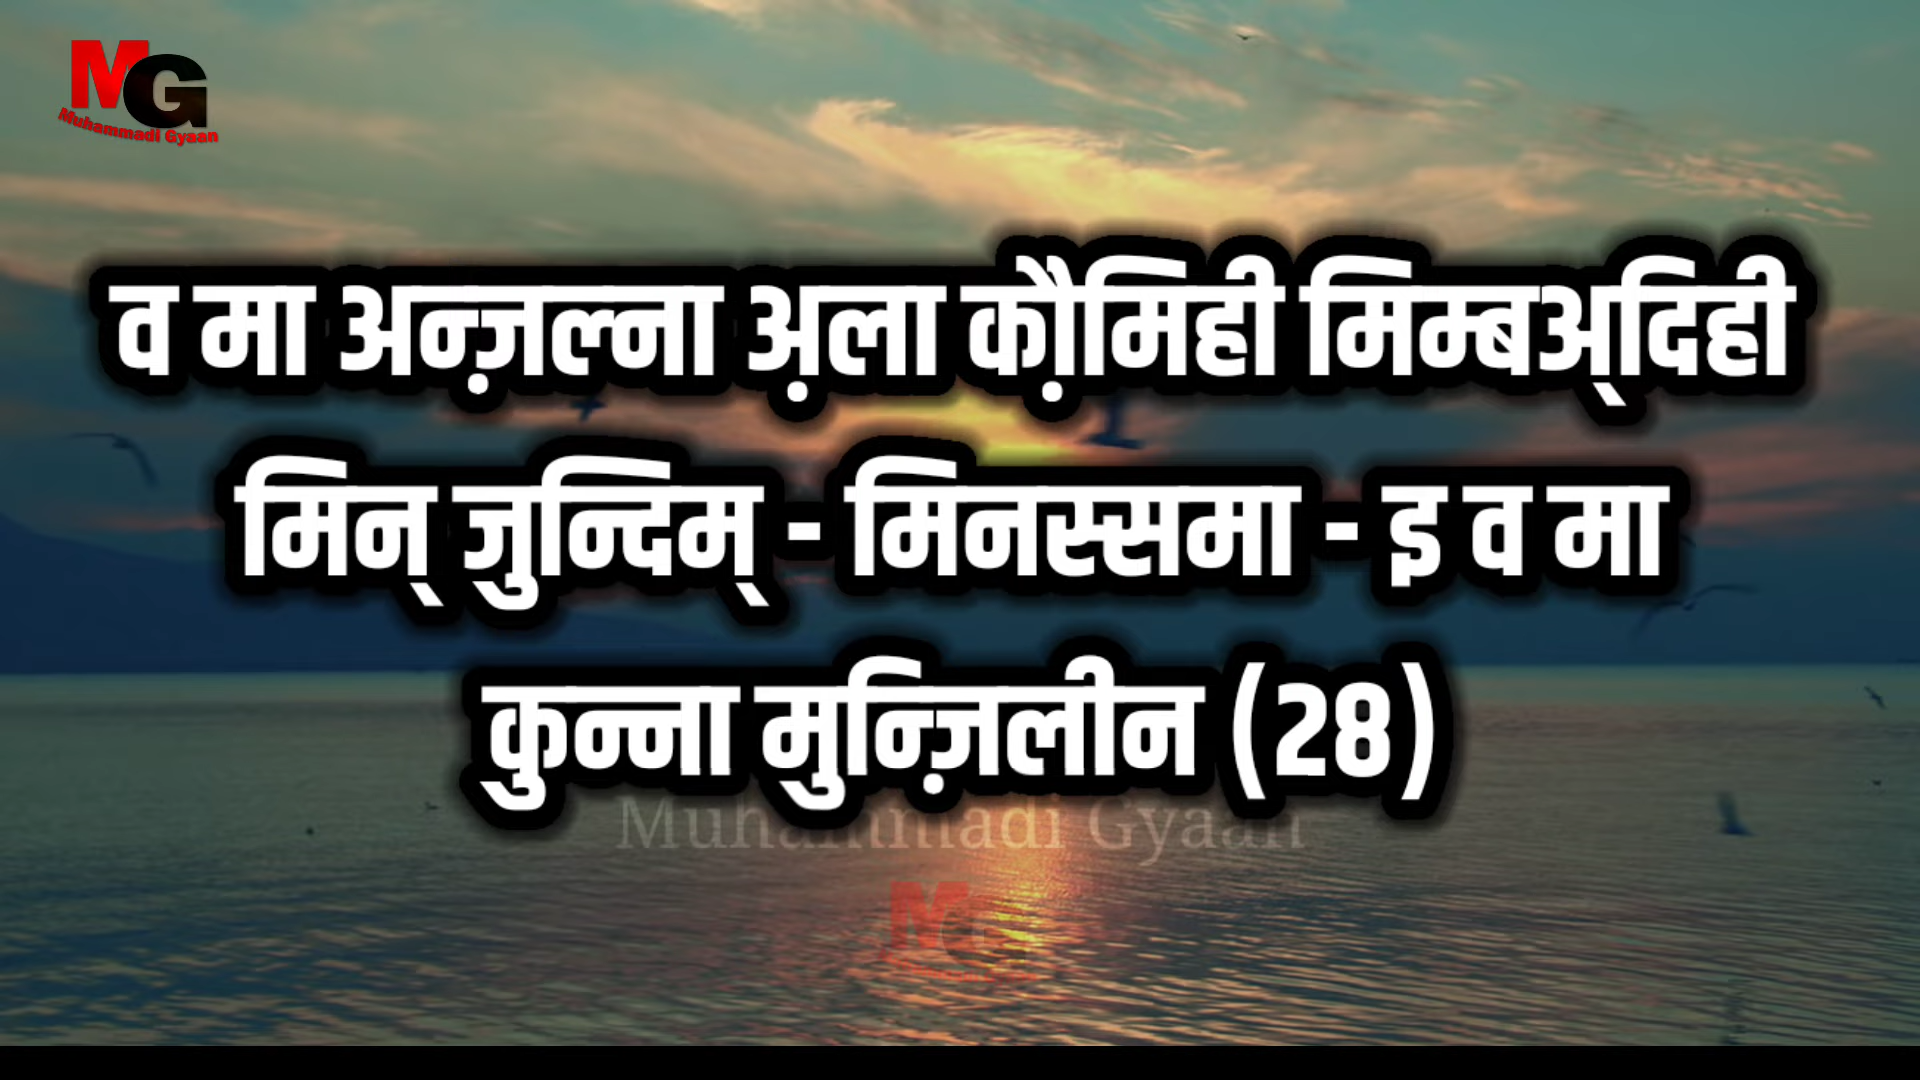 MG
Muhammadi Gyaan
व मा अन्ज़ल्ना अ़ला क़ौमिही मिम्बअ्दिही
मिन् जुन्दिम् - मिनस्समा - इ व मा
कुन्ना मुन्ज़िलीन (28)
Muhammadi Gyaan
MG